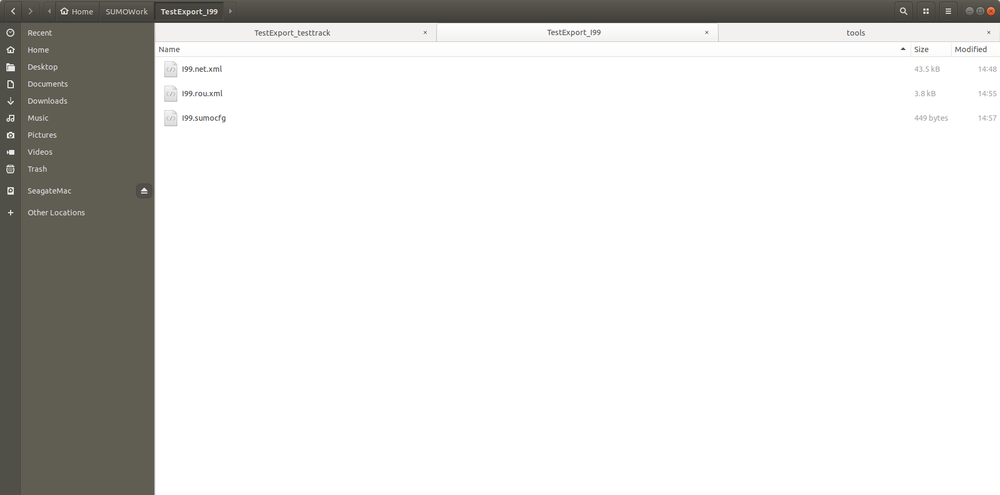 Home SUMOWork TestExport_I99
Recent
Home
Desktop
Documents
Downloads
Music
Pictures
Videos
Trash
SeagateMac
Other Locations
TestExport_testtrack TestExport_I99 tools
Name Size Modified
I99.net.xml 43.5 kB 14:48
I99.rou.xml 3.8 kB 14:55
I99.sumocfg 449 bytes 14:57